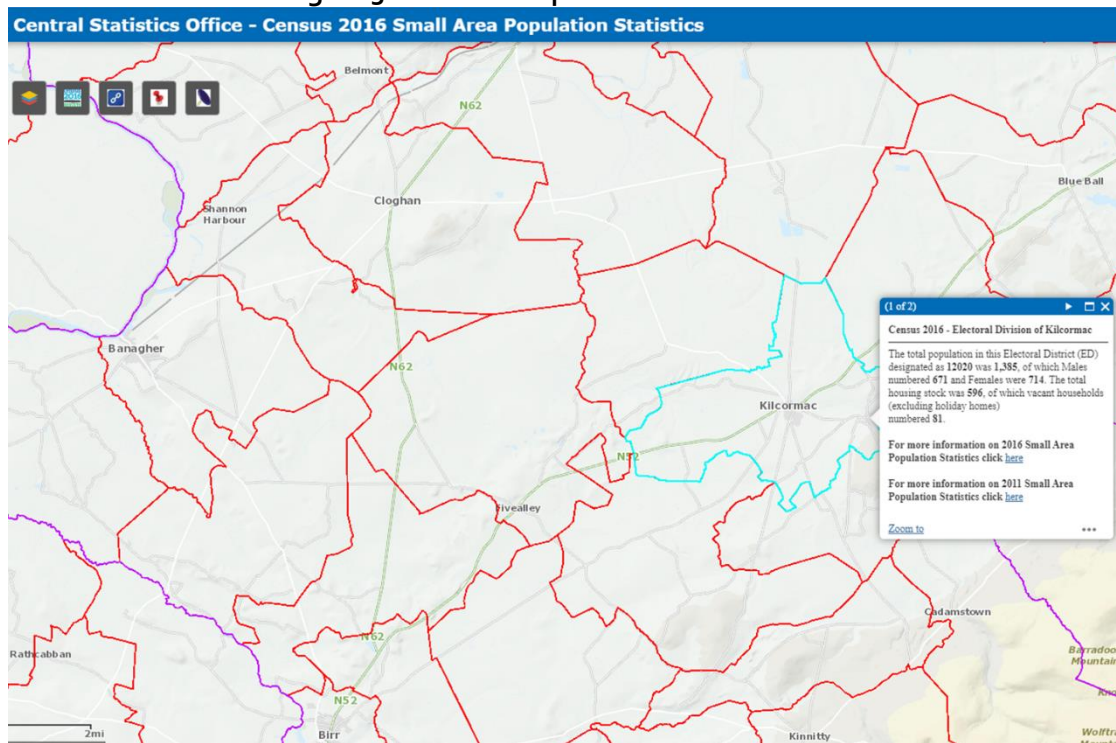 Central Statistics Office - Census 2016 Small Area Population Statistics
Belmont
N62
Blue Ball
Shannon
Harbour
Cloghan
(1 of 2)
Census 2016 - Electoral Division of Kilcormac
The total population in this Electoral District (ED)
designated as 12020 was 1,385, of which Males
numbered 671 and Females were 714. The total
housing stock was 596, of which vacant households
(excluding holiday homes)
numbered 81.
For more information on 2016 Small Area
Population Statistics click here
For more information on 2011 Small Area
Population Statistics click here
Zoom to
Banagher
N62
Kilcormac
N52
Fivealley
Cadamstown
N62
Rathcabban
Mountain
N52
2mi
Birr
Kinnitty